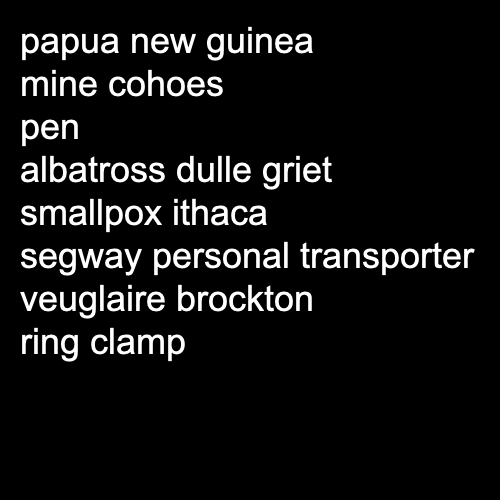 papua new guinea
mine cohoes
pen
albatross dulle griet
smallpox ithaca
segway personal transporter
veuglaire brockton
ring clamp